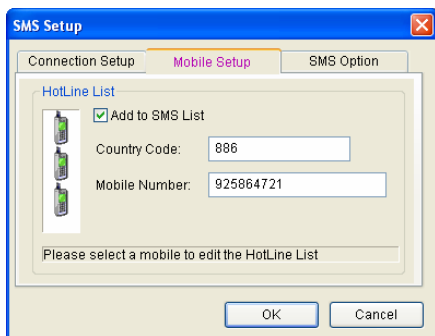 SMS Setup
Connection Setup Mobile Setup SMS Option
HotLine List
Add to SMS List
Country Code: 886
Mobile Number: 925864721
Please select a mobile to edit the HotLine List
OK Cancel